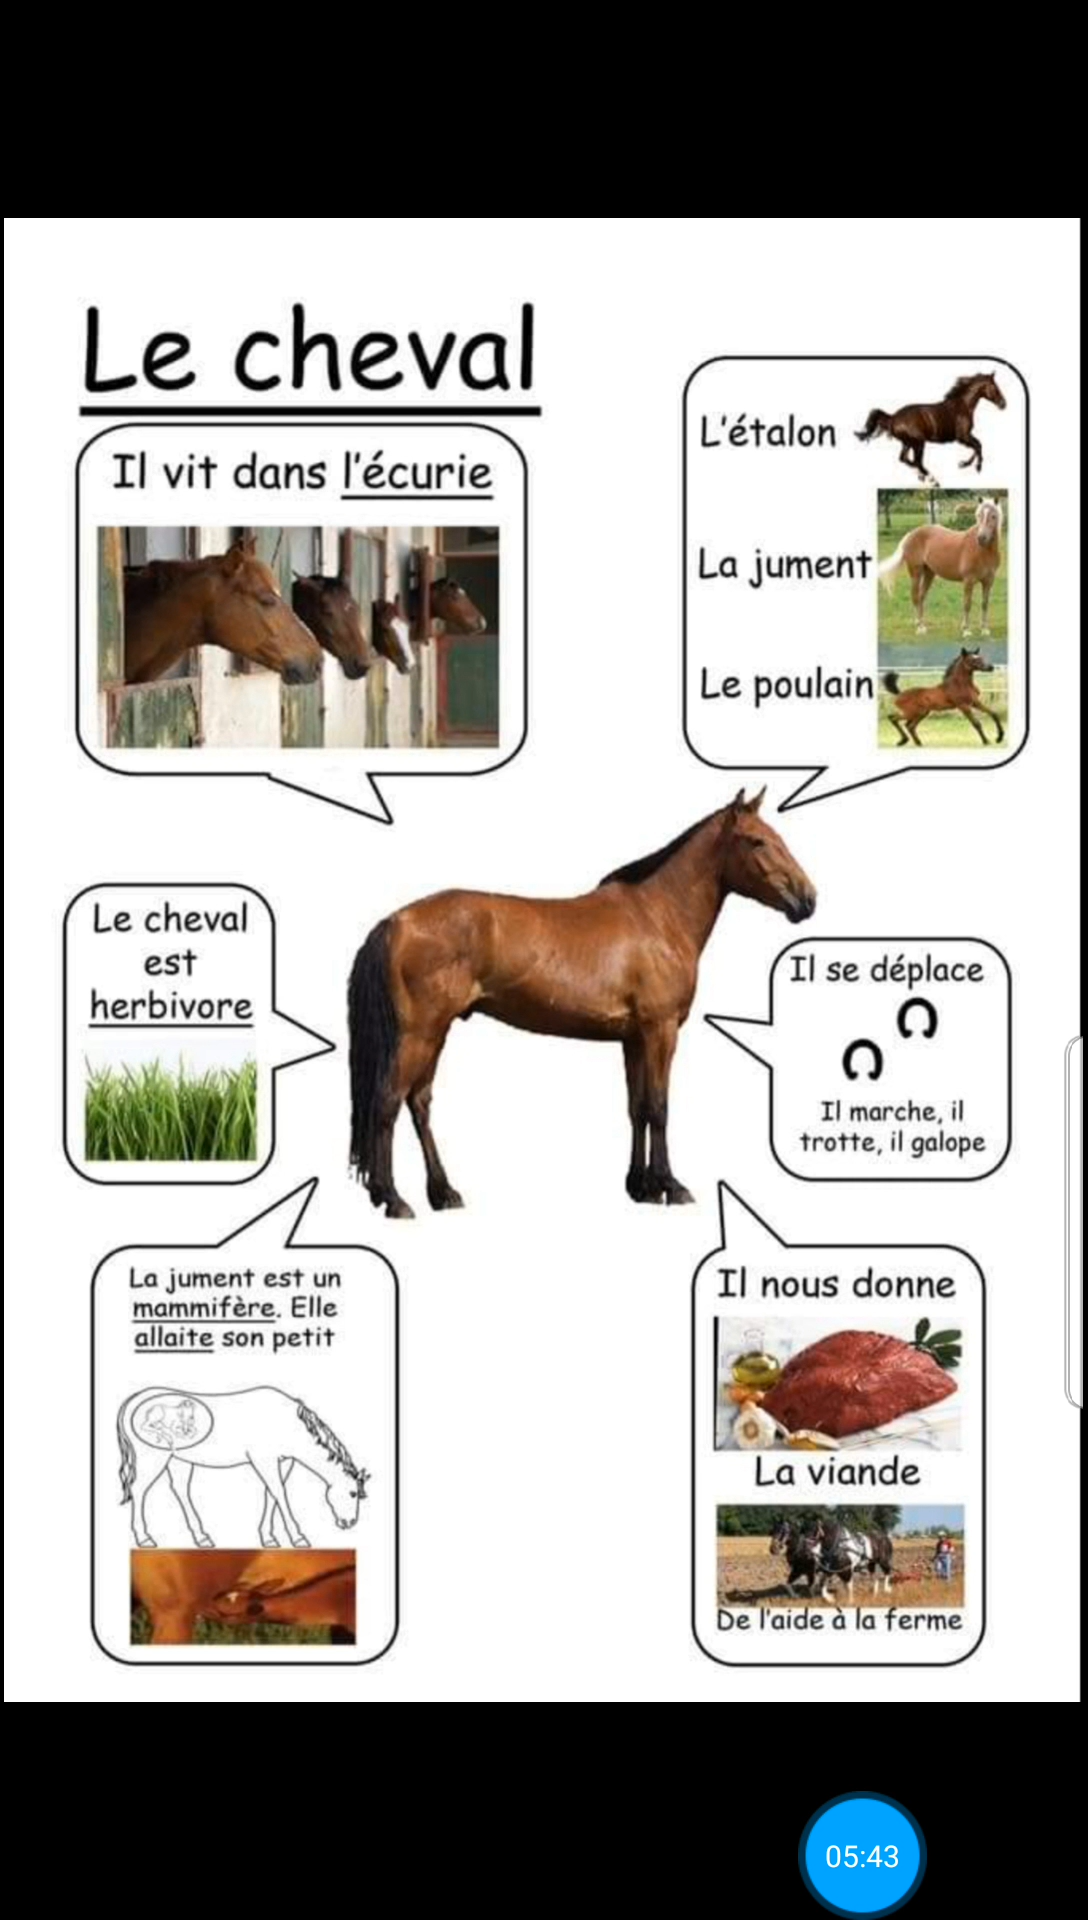 Le cheval
Il vit dans l'écurie
L'étalon
La jument
Le poulain
Le cheval
est
herbivore
Il se déplace
Il marche, il
trotte, il galope
La jument est un
mammifère. Elle
allaite son petit
Il nous donne
La viande
De l'aide à la ferme
05:43